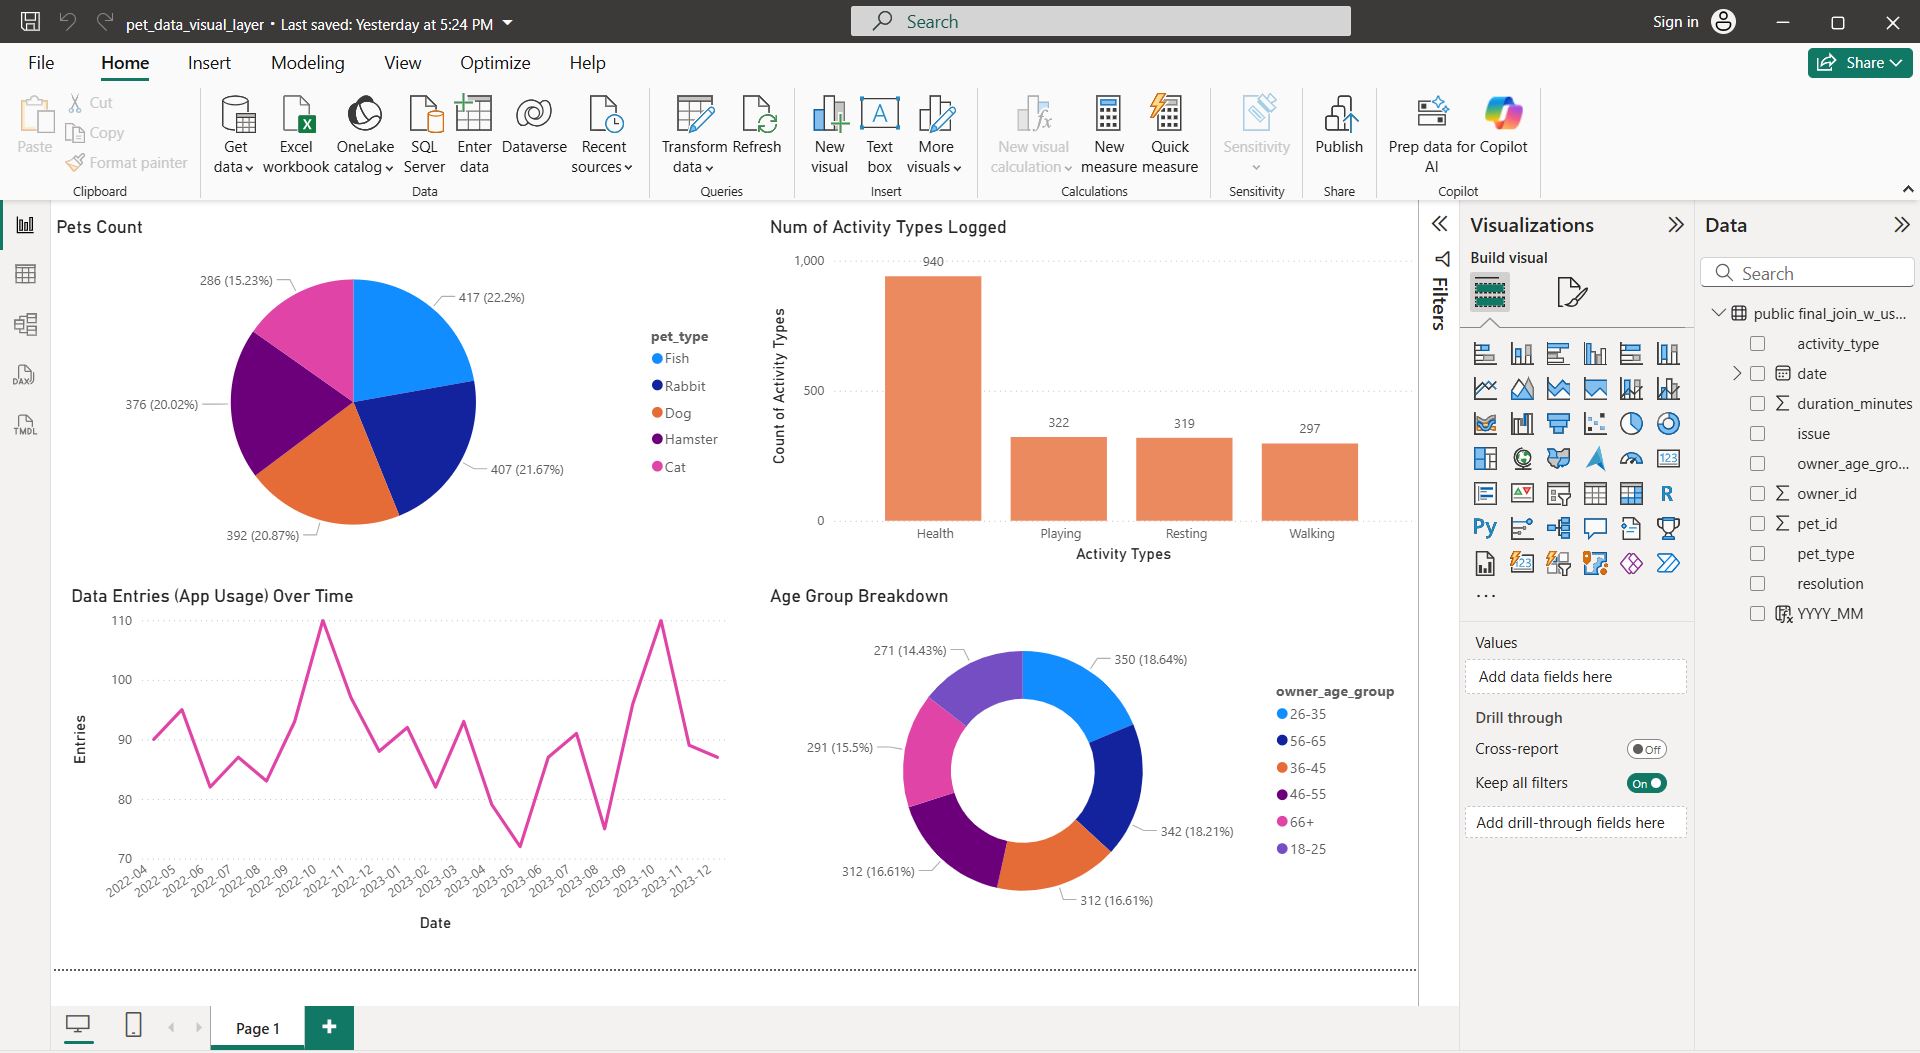 pet_data_visual_layer • Last saved: Yesterday at 5:24 PM
Search
Sign in
File
Home
Insert
Modeling
View
Optimize
Help
Share
Paste
Cut
Copy
Format painter
Clipboard
Get data
Excel workbook
OneLake catalog
SQL Server
Enter data
Dataverse
Recent sources
Data
Transform data
Refresh
Queries
New visual
Text box
More visuals
Insert
New visual calculation
New measure
Quick measure
Calculations
Sensitivity
Sensitivity
Publish
Share
Prep data for AI
Copilot
Copilot
DAX
TMDL
Pets Count
286 (15.23%)
417 (22.2%)
376 (20.02%)
407 (21.67%)
392 (20.87%)
pet_type
Fish
Rabbit
Dog
Hamster
Cat
Num of Activity Types Logged
Count of Activity Types
1,000
500
0
940
322
319
297
Health
Playing
Resting
Walking
Activity Types
Data Entries (App Usage) Over Time
Entries
110
100
90
80
70
2022-04
2022-05
2022-06
2022-07
2022-08
2022-09
2022-10
2022-11
2022-12
2023-01
2023-02
2023-03
2023-04
2023-05
2023-06
2023-07
2023-08
2023-09
2023-10
2023-11
2023-12
Date
Age Group Breakdown
271 (14.43%)
350 (18.64%)
291 (15.5%)
342 (18.21%)
312 (16.61%)
312 (16.61%)
owner_age_group
26-35
56-65
36-45
46-55
66+
18-25
Filters
Visualizations
Build visual
123
R
Py
123
...
Values
Add data fields here
Drill through
Cross-report
Off
Keep all filters
On
Add drill-through fields here
Data
Search
public final_join_w_us...
activity_type
date
duration_minutes
issue
owner_age_gro...
owner_id
pet_id
pet_type
resolution
YYYY_MM
Page 1